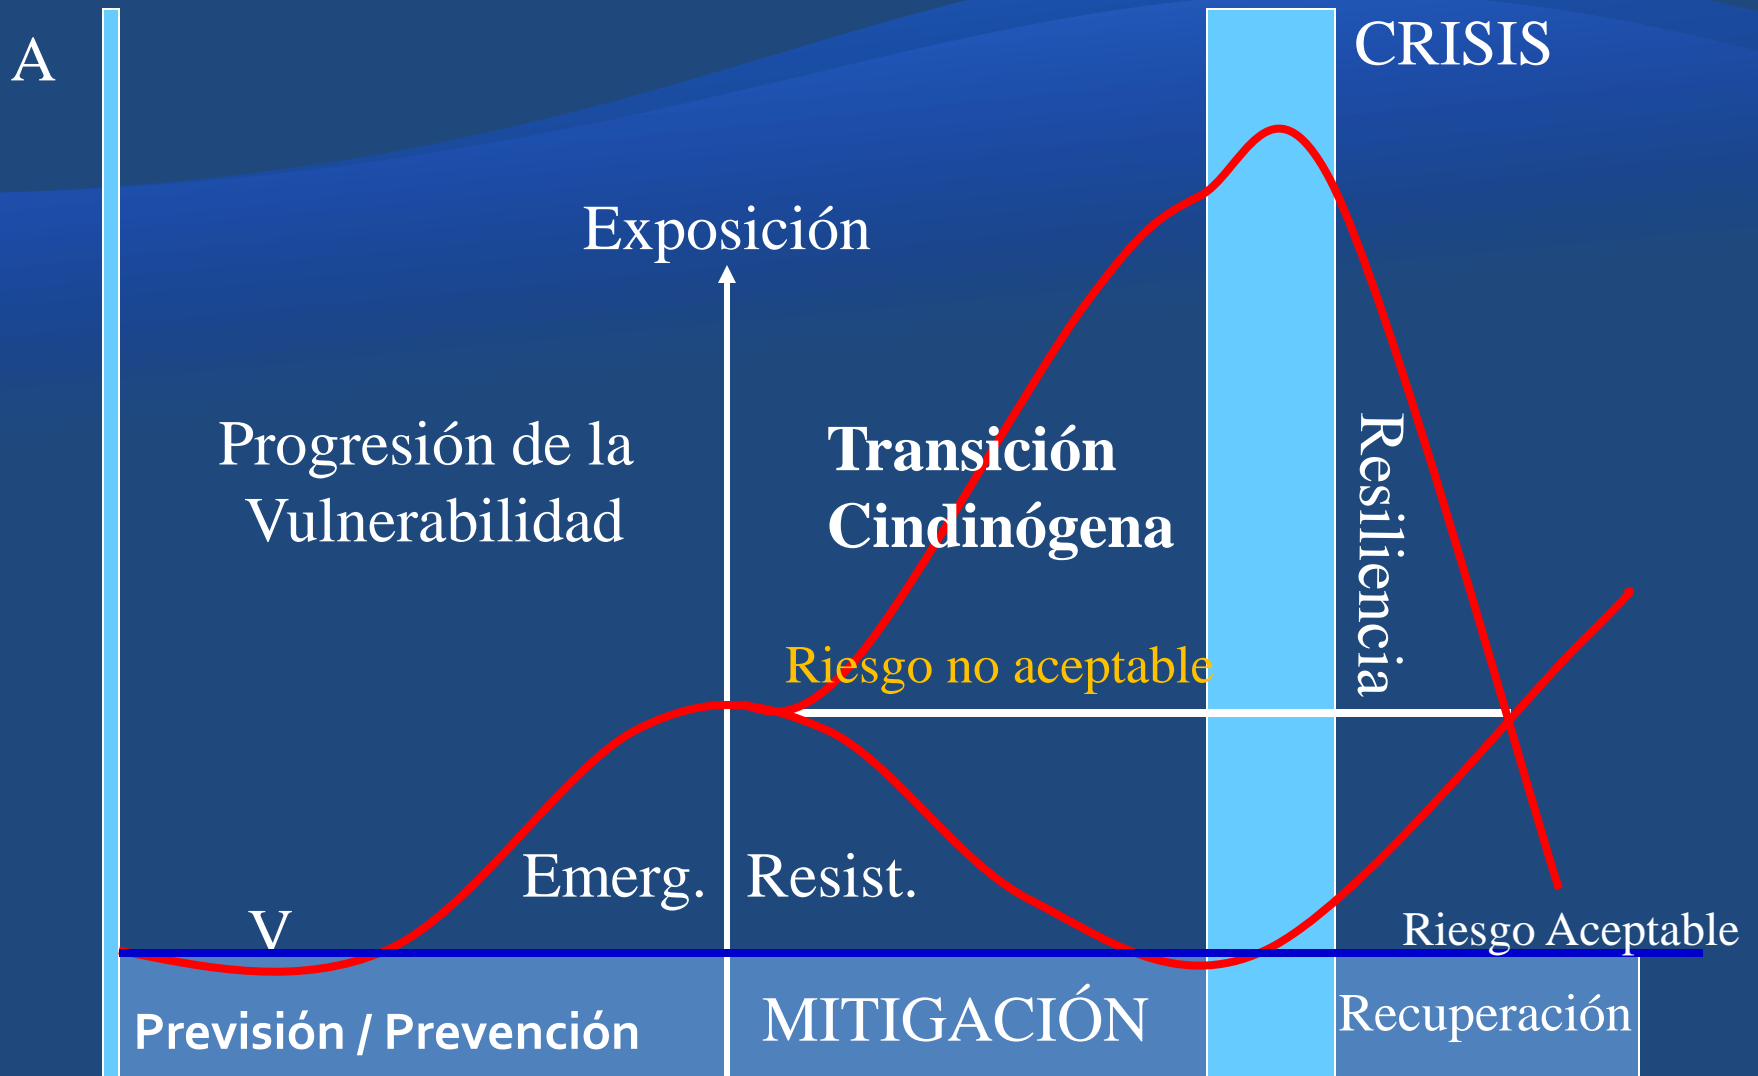 A
CRISIS
Exposición
Progresión de la
Vulnerabilidad
Transición
Cindinógena
Resiliencia
Riesgo no aceptable
Emerg.
Resist.
V
Riesgo Aceptable
Previsión / Prevención
MITIGACIÓN
Recuperación